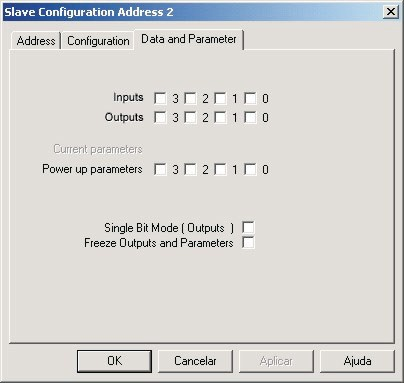 Slave Configuration Address 2
Address Configuration Data and Parameter
Inputs 3 2 1 0
Outputs 3 2 1 0
Current parameters
Power up parameters 3 2 1 0
Single Bit Mode ( Outputs )
Freeze Outputs and Parameters
OK Cancelar Aplicar Ajuda